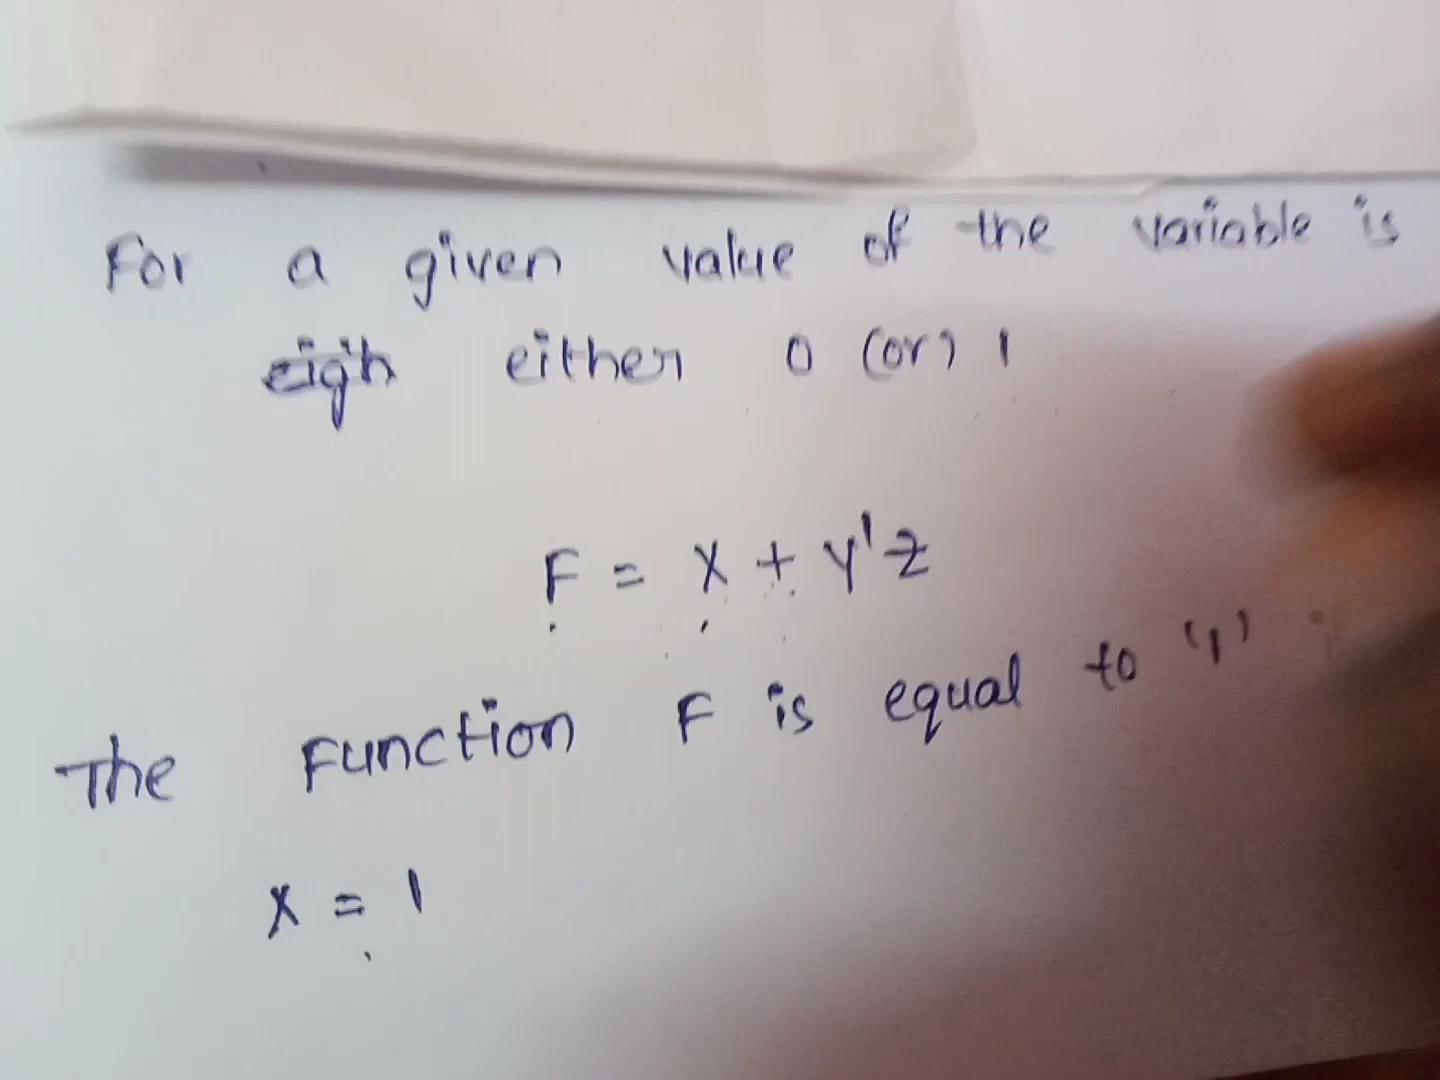 For a given value of the variable is
eigh either 0 (or) 1
F = X + Y'Z
The Function F is equal to '1'
X = 1